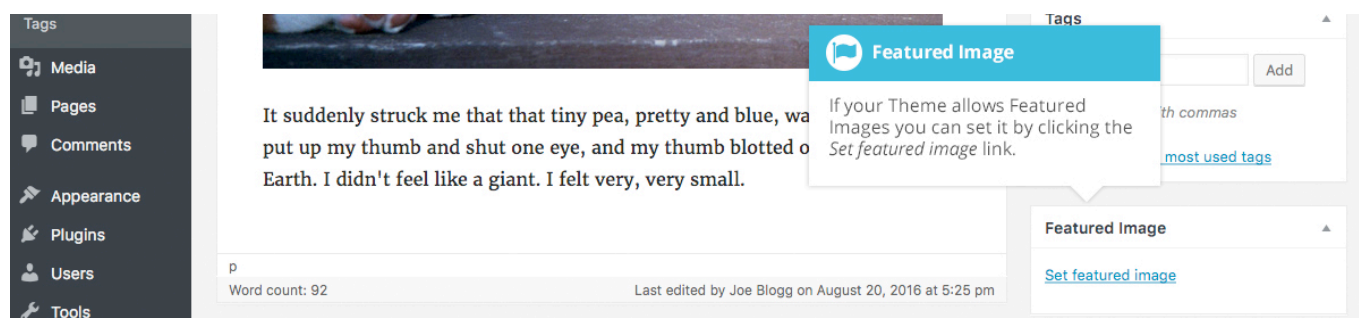 Tags
Media
Pages
Comments
Appearance
Plugins
Users
Tools
It suddenly struck me that that tiny pea, pretty and blue, wa
put up my thumb and shut one eye, and my thumb blotted o
Earth. I didn't feel like a giant. I felt very, very small.
p
Word count: 92
Last edited by Joe Blogg on August 20, 2016 at 5:25 pm
Featured Image
If your Theme allows Featured
Images you can set it by clicking the
Set featured image link.
Tags
Add
th commas
most used tags
Featured Image
Set featured image